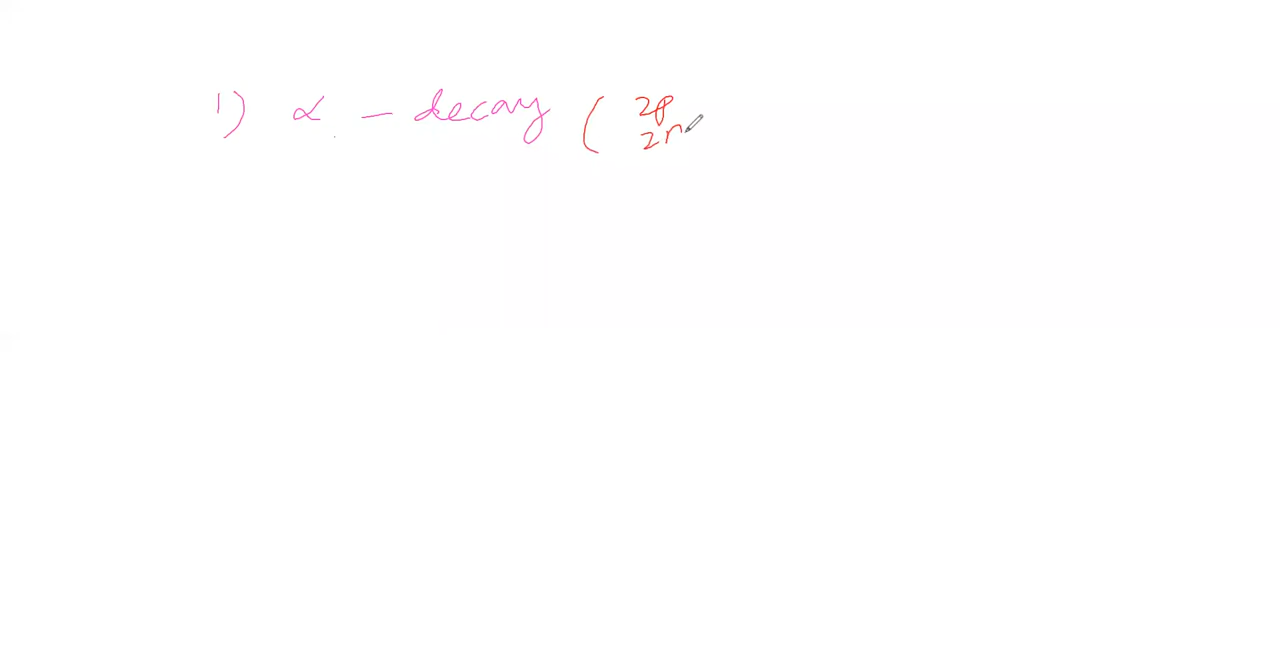 1) α - decay ( 2p
2n